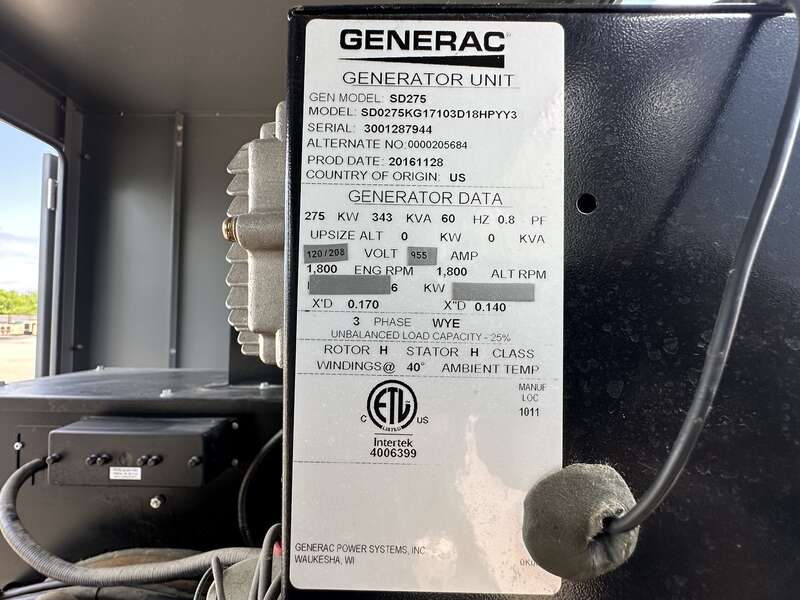 GENERAC
GENERATOR UNIT
GEN MODEL: SD275
MODEL: SD0275KG17103D18HPYY3
SERIAL: 3001287944
ALTERNATE NO: 0000205684
PROD DATE: 20161128
COUNTRY OF ORIGIN: US
GENERATOR DATA
275 KW 343 KVA 60 HZ 0.8 PF
UPSIZE ALT 0 KW 0 KVA
120/208 VOLT 955 AMP
1,800 ENG RPM 1,800 ALT RPM
6 KW
X'D 0.170 X"D 0.140
3 PHASE WYE
UNBALANCED LOAD CAPACITY - 25%
ROTOR H STATOR H CLASS
WINDINGS@ 40° AMBIENT TEMP
MANUF
LOC
1011
ETL
LISTED
C US
Intertek
4006399
GENERAC POWER SYSTEMS, INC.
WAUKESHA, WI